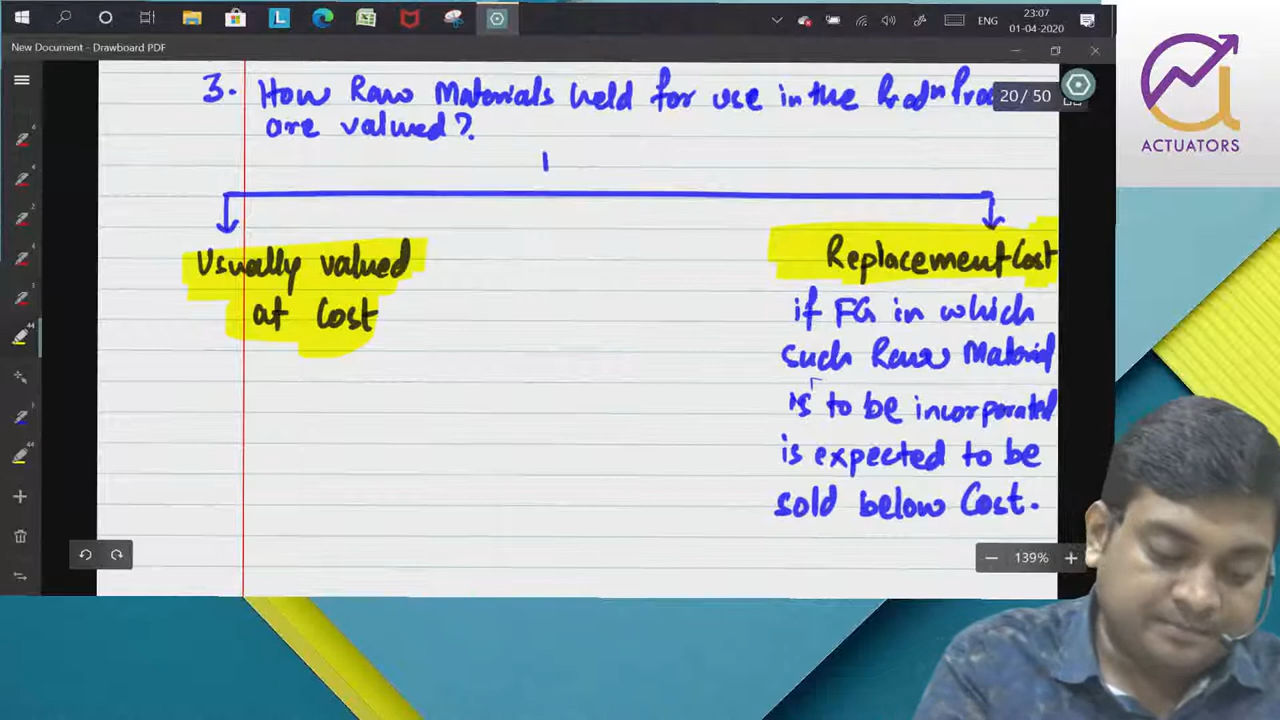 23:07
ENG
01-04-2020
New Document - Drawboard PDF
3. How Raw Materials held for use in the Prodn
20 / 50
are valued?
ACTUATORS
Usually valued
at Cost
Replacement Cost
if FG in which
such Raw Material
is to be incorporated
is expected to be
sold below Cost.
139%